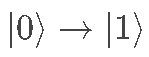 |0⟩ → |1⟩